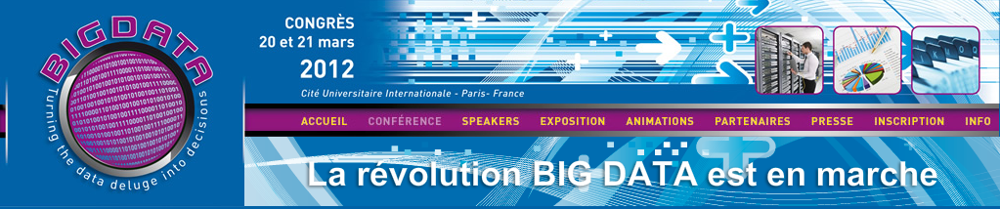 BIGDATA
Turning the data deluge into decisions
CONGRÈS
20 et 21 mars
2012
Cité Universitaire Internationale - Paris- France
ACCUEIL CONFÉRENCE SPEAKERS EXPOSITION ANIMATIONS PARTENAIRES PRESSE INSCRIPTION INFO
La révolution BIG DATA est en marche